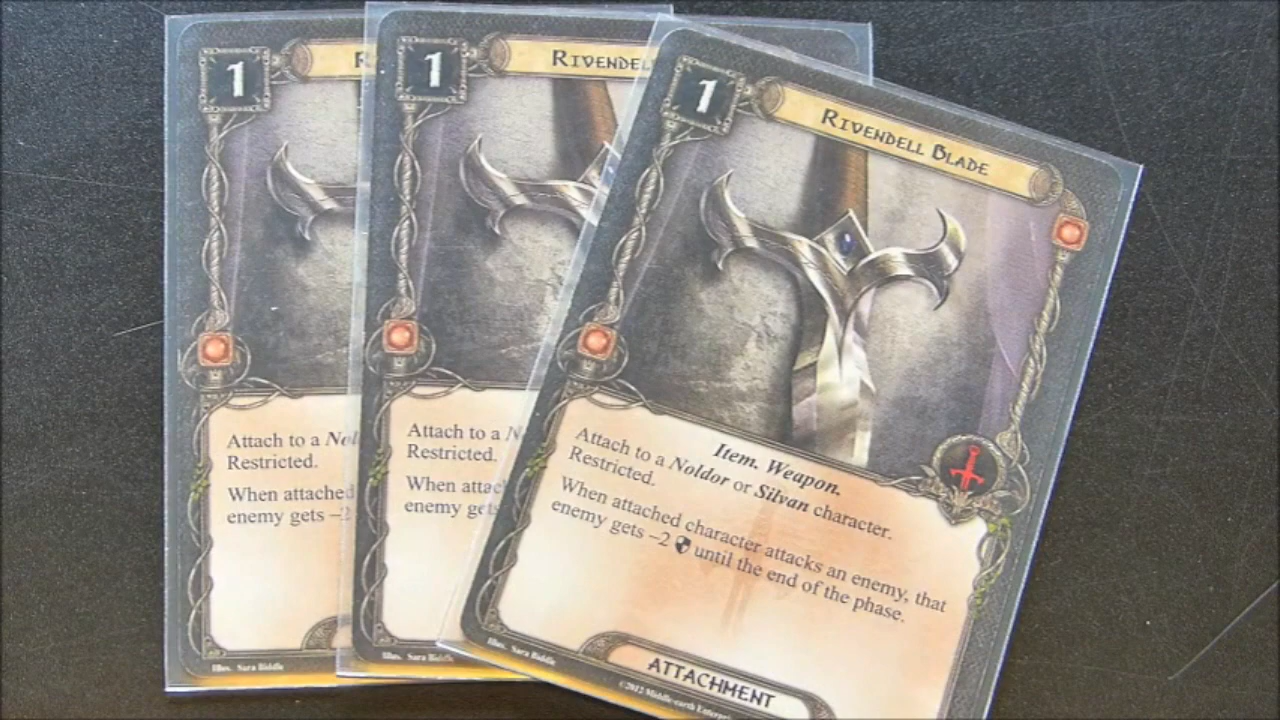 1
R
Attach to a Nol
Restricted.
When attached
enemy gets –2
Illus. Sara Biddle
1
RIVENDEL
Attach to a N
Restricted.
When attac
enemy gets
Illus. Sara Biddle
1
RIVENDELL BLADE
Item. Weapon.
Attach to a Noldor or Silvan character.
Restricted.
When attached character attacks an enemy, that
enemy gets –2 until the end of the phase.
Illus. Sara Biddle
ATTACHMENT
©2012 Middle-earth Enterpr